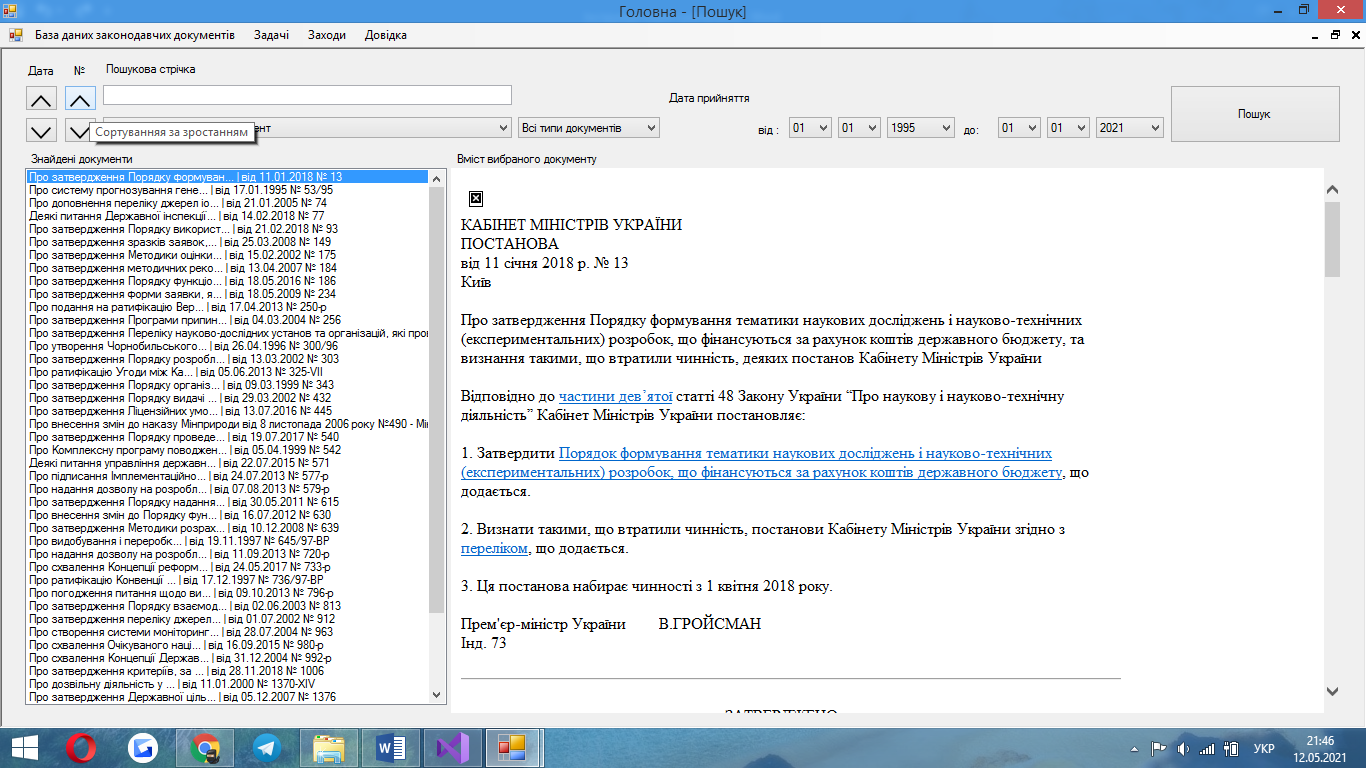 Головна - [Пошук]
База даних законодавчих документів Задачі Заходи Довідка
Дата № Пошукова стрічка
Дата прийняття
Пошук
Сортуванняя за зростанням
ент Всі типи документів від : 01 01 1995 до: 01 01 2021
Знайдені документи
Вміст вибраного документу
Про затвердження Порядку формуван... | від 11.01.2018 № 13
Про систему прогнозування гене... | від 17.01.1995 № 53/95
Про доповнення переліку джерел іо... | від 21.01.2005 № 74
Деякі питання Державної інспекції... | від 14.02.2018 № 77
Про затвердження Порядку використ... | від 21.02.2018 № 93
Про затвердження зразків заявок,... | від 25.03.2008 № 149
Про затвердження Методики оцінки... | від 15.02.2002 № 175
Про затвердження методичних реко... | від 13.04.2007 № 184
Про затвердження Порядку функціо... | від 18.05.2016 № 186
Про затвердження форми заявки, я... | від 18.05.2009 № 234
Про подання на ратифікацію Вер... | від 17.04.2013 № 250-р
Про затвердження Програми припин... | від 04.03.2004 № 256
Про затвердження Переліку науково-дослідних установ та організацій, які пров
Про утворення Чорнобильського... | від 26.04.1996 № 300/96
Про затвердження Порядку розробл... | від 13.03.2002 № 303
Про ратифікацію Угоди між Ка... | від 05.06.2013 № 325-VII
Про затвердження Порядку організ... | від 09.03.1999 № 343
Про затвердження Порядку видачі ... | від 29.03.2002 № 432
Про затвердження Ліцензійних умо... | від 13.07.2016 № 445
Про внесення змін до наказу Мінприроди від 8 листопада 2006 року №490 - Мі
Про затвердження Порядку проведе... | від 19.07.2017 № 540
Про Комплексну програму поводжен... | від 05.04.1999 № 542
Деякі питання управління державн... | від 22.07.2015 № 571
Про підписання Імплементаційно... | від 24.07.2013 № 577-р
Про надання дозволу на розробл... | від 07.08.2013 № 579-р
Про затвердження Порядку надання... | від 30.05.2011 № 615
Про внесення змін до Порядку фун... | від 16.07.2012 № 630
Про затвердження Методики розрах... | від 10.12.2008 № 639
Про видобування і переробк... | від 19.11.1997 № 645/97-ВР
Про надання дозволу на розробл... | від 11.09.2013 № 720-р
Про схвалення Концепції реформ... | від 24.05.2017 № 733-р
Про ратифікацію Конвенції ... | від 17.12.1997 № 736/97-ВР
Про погодження питання щодо ви... | від 09.10.2013 № 796-р
Про затвердження Порядку взаємод... | від 02.06.2003 № 813
Про затвердження переліку джерел... | від 01.07.2002 № 912
Про створення системи моніторинг... | від 28.07.2004 № 963
Про схвалення Очікуваного наці... | від 16.09.2015 № 980-р
Про схвалення Концепції Держав... | від 31.12.2004 № 992-р
Про затвердження критеріїв, за ... | від 28.11.2018 № 1006
Про дозвільну діяльність у ... | від 11.01.2000 № 1370-XIV
Про затвердження Державної ціль... | від 05.12.2007 № 1376
КАБІНЕТ МІНІСТРІВ УКРАЇНИ
ПОСТАНОВА
від 11 січня 2018 р. № 13
Київ
Про затвердження Порядку формування тематики наукових досліджень і науково-технічних
(експериментальних) розробок, що фінансуються за рахунок коштів державного бюджету, та
визнання такими, що втратили чинність, деяких постанов Кабінету Міністрів України
Відповідно до частини дев’ятої статті 48 Закону України “Про наукову і науково-технічну
діяльність” Кабінет Міністрів України постановляє:
1. Затвердити Порядок формування тематики наукових досліджень і науково-технічних
(експериментальних) розробок, що фінансуються за рахунок коштів державного бюджету, що
додається.
2. Визнати такими, що втратили чинність, постанови Кабінету Міністрів України згідно з
переліком, що додається.
3. Ця постанова набирає чинності з 1 квітня 2018 року.
Прем'єр-міністр України В.ГРОЙСМАН
Інд. 73
ЗАТВЕРДЖЕНО
УКР
21:46
12.05.2021